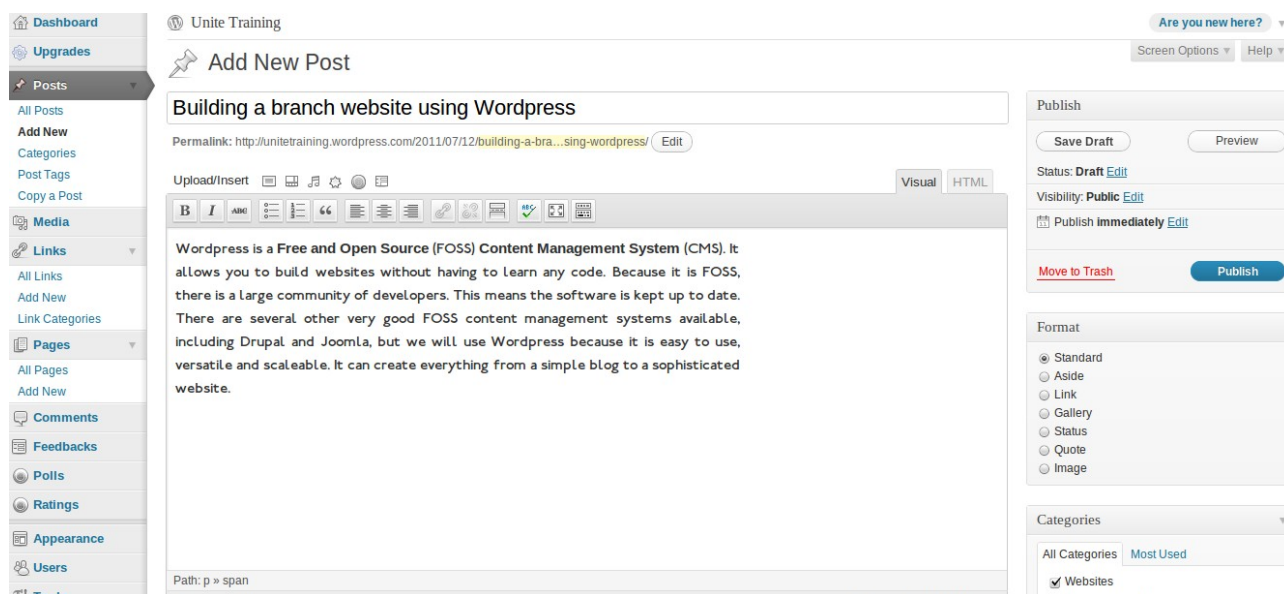 Dashboard
Upgrades
Posts
All Posts
Add New
Categories
Post Tags
Copy a Post
Media
Links
All Links
Add New
Link Categories
Pages
All Pages
Add New
Comments
Feedbacks
Polls
Ratings
Appearance
Users
Unite Training
Are you new here?
Screen Options
Help
Add New Post
Building a branch website using Wordpress
Permalink: http://unitetraining.wordpress.com/2011/07/12/building-a-bra…sing-wordpress/ Edit
Upload/Insert
Visual
HTML
B I ABC
ABC
Wordpress is a Free and Open Source (FOSS) Content Management System (CMS). It
allows you to build websites without having to learn any code. Because it is FOSS,
there is a large community of developers. This means the software is kept up to date.
There are several other very good FOSS content management systems available,
including Drupal and Joomla, but we will use Wordpress because it is easy to use,
versatile and scaleable. It can create everything from a simple blog to a sophisticated
website.
Path: p » span
Publish
Save Draft
Preview
Status: Draft Edit
Visibility: Public Edit
Publish immediately Edit
Move to Trash
Publish
Format
Standard
Aside
Link
Gallery
Status
Quote
Image
Categories
All Categories
Most Used
Websites